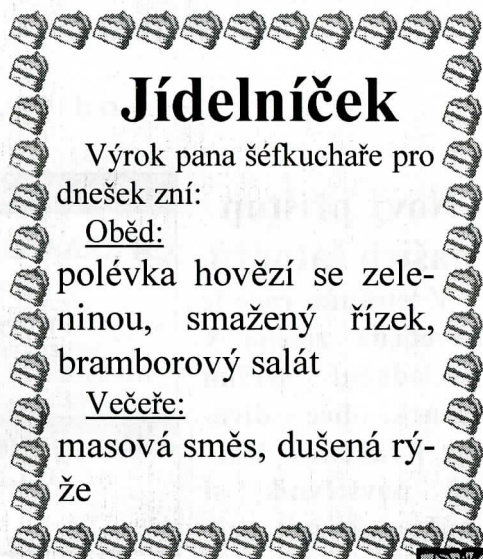 Jídelníček
Výrok pana šéfkuchaře pro
dnešek zní:
Oběd:
polévka hovězí se zele-
ninou, smažený řízek,
bramborový salát
Večeře:
masová směs, dušená rý-
že